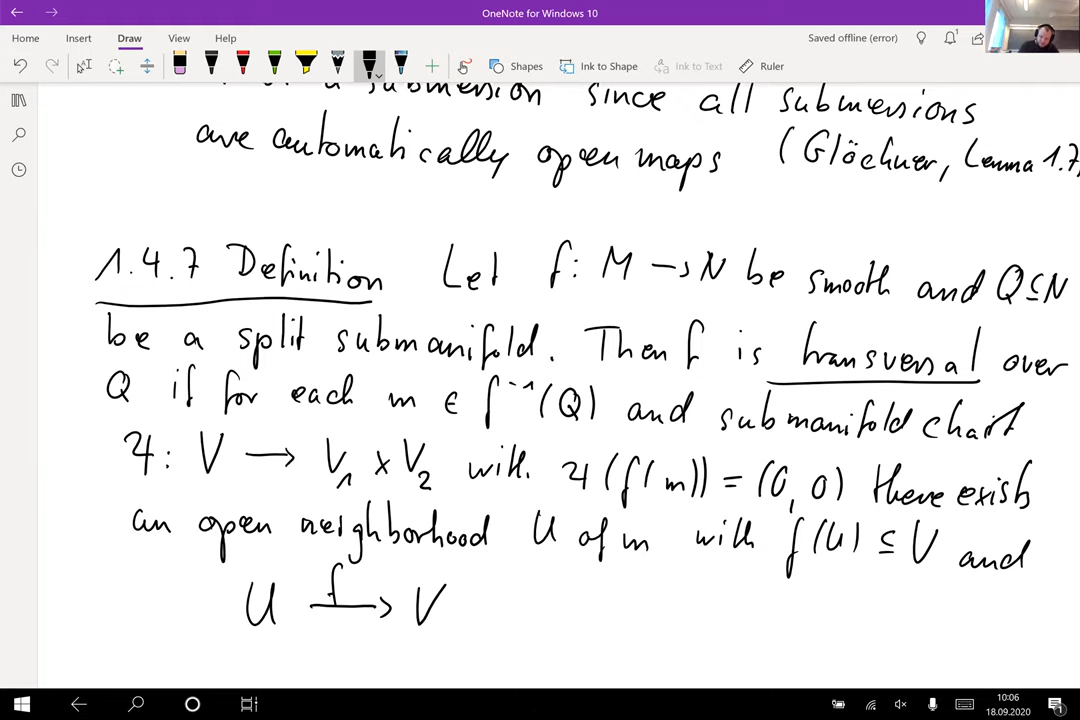 OneNote for Windows 10
Home Insert Draw View Help
Saved offline (error)
Shapes Ink to Shape Ink to Text Ruler
a submersion since all submersions
are automatically open maps (Glöckner, Lemma 1.7
1.4.7 Definition Let f: M → N be smooth and Q ⊆ N
be a split submanifold. Then f is transversal over
Q if for each m ∈ f⁻¹(Q) and submanifold chart
ψ: V → V₁ × V₂ with ψ(f(m)) = (0,0) there exists
an open neighborhood U of m with f(U) ⊆ V and
U f→ V
10:06
18.09.2020